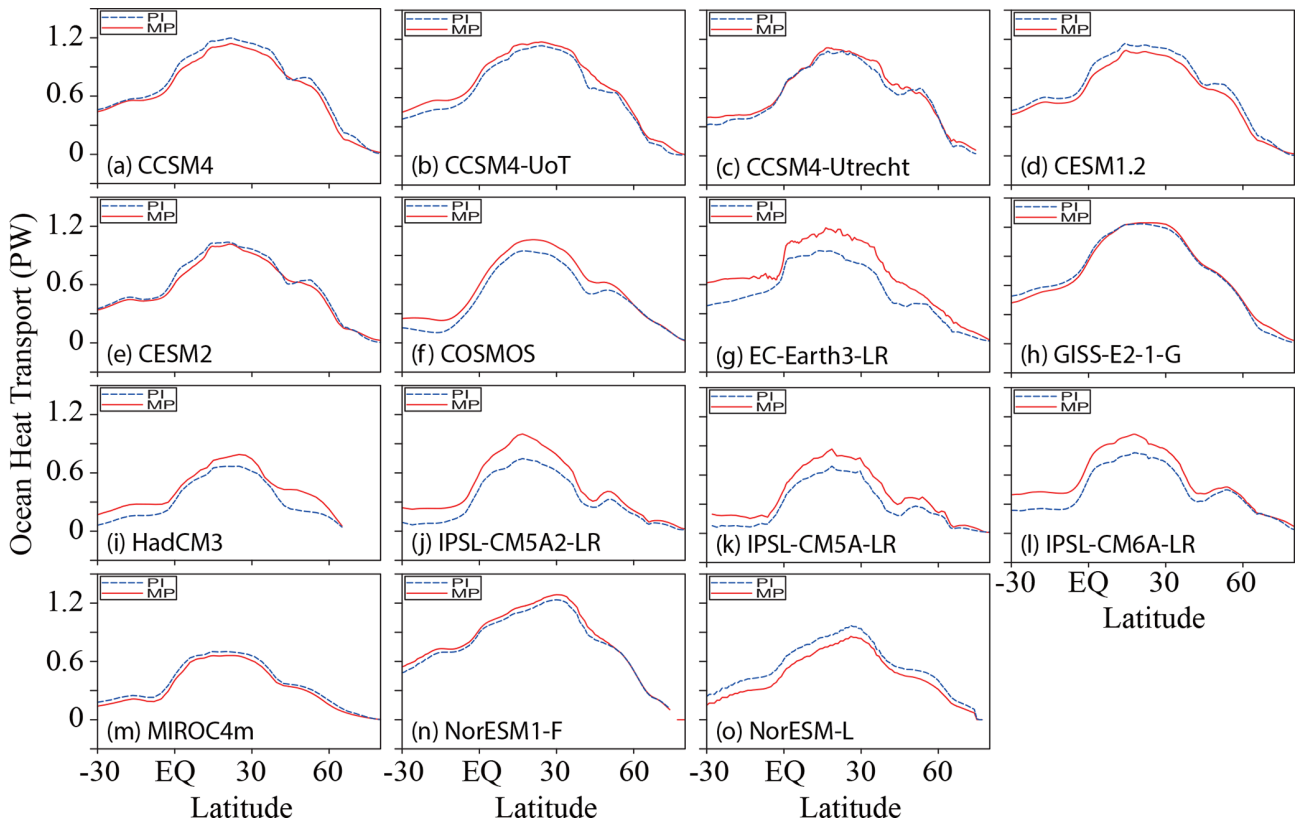 PI
MP
(a) CCSM4
PI
MP
(b) CCSM4-UoT
PI
MP
(c) CCSM4-Utrecht
PI
MP
(d) CESM1.2
PI
MP
(e) CESM2
PI
MP
(f) COSMOS
PI
MP
(g) EC-Earth3-LR
PI
MP
(h) GISS-E2-1-G
PI
MP
(i) HadCM3
PI
MP
(j) IPSL-CM5A2-LR
PI
MP
(k) IPSL-CM5A-LR
PI
MP
(l) IPSL-CM6A-LR
PI
MP
(m) MIROC4m
PI
MP
(n) NorESM1-F
PI
MP
(o) NorESM-L
Ocean Heat Transport (PW)
1.2
0.6
0
1.2
0.6
0
1.2
0.6
0
1.2
0.6
0
-30 EQ 30 60
Latitude
-30 EQ 30 60
Latitude
-30 EQ 30 60
Latitude
-30 EQ 30 60
Latitude